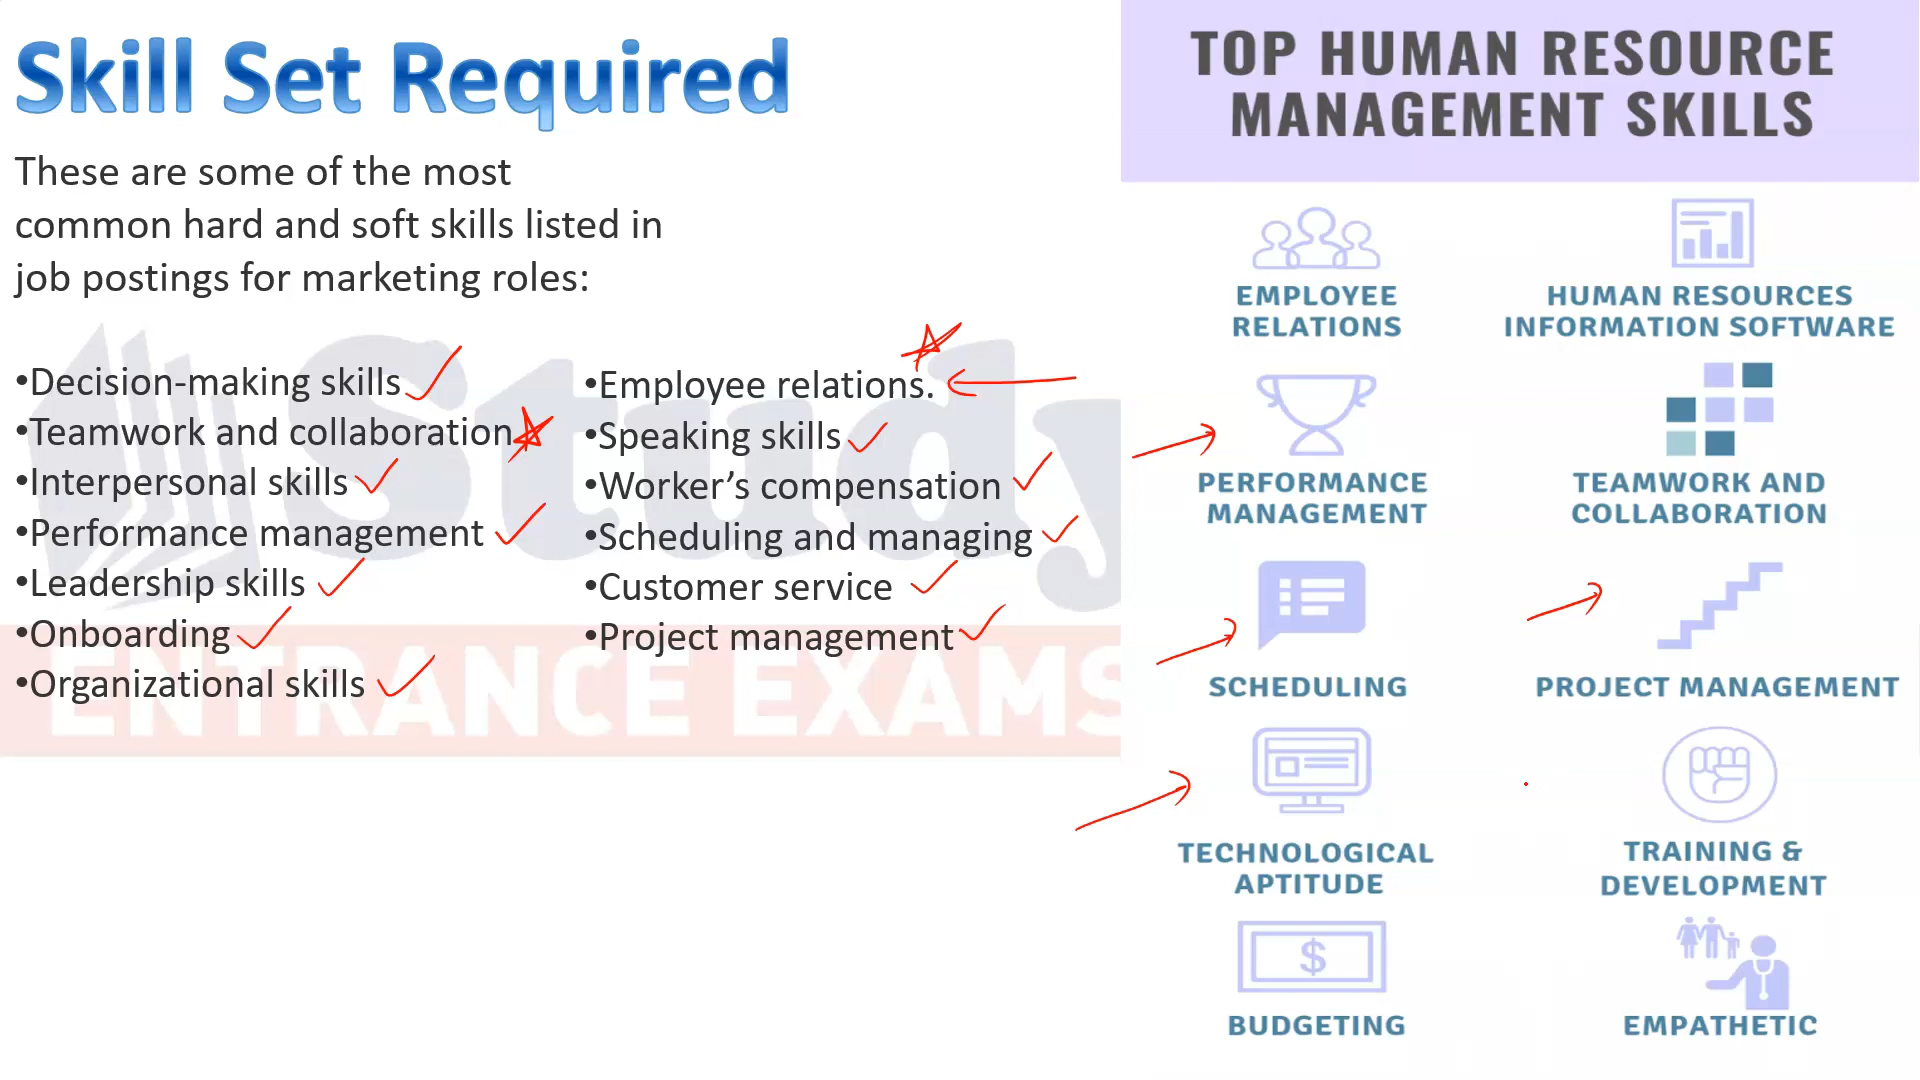 Skill Set Required
These are some of the most
common hard and soft skills listed in
job postings for marketing roles:
•Decision-making skills
•Teamwork and collaboration
•Interpersonal skills
•Performance management
•Leadership skills
•Onboarding
•Organizational skills
•Employee relations.
•Speaking skills
•Worker’s compensation
•Scheduling and managing
•Customer service
•Project management
Study
ENTRANCE EXAMS
TOP HUMAN RESOURCE
MANAGEMENT SKILLS
EMPLOYEE
RELATIONS
HUMAN RESOURCES
INFORMATION SOFTWARE
PERFORMANCE
MANAGEMENT
TEAMWORK AND
COLLABORATION
SCHEDULING
PROJECT MANAGEMENT
TECHNOLOGICAL
APTITUDE
TRAINING &
DEVELOPMENT
$
BUDGETING
EMPATHETIC